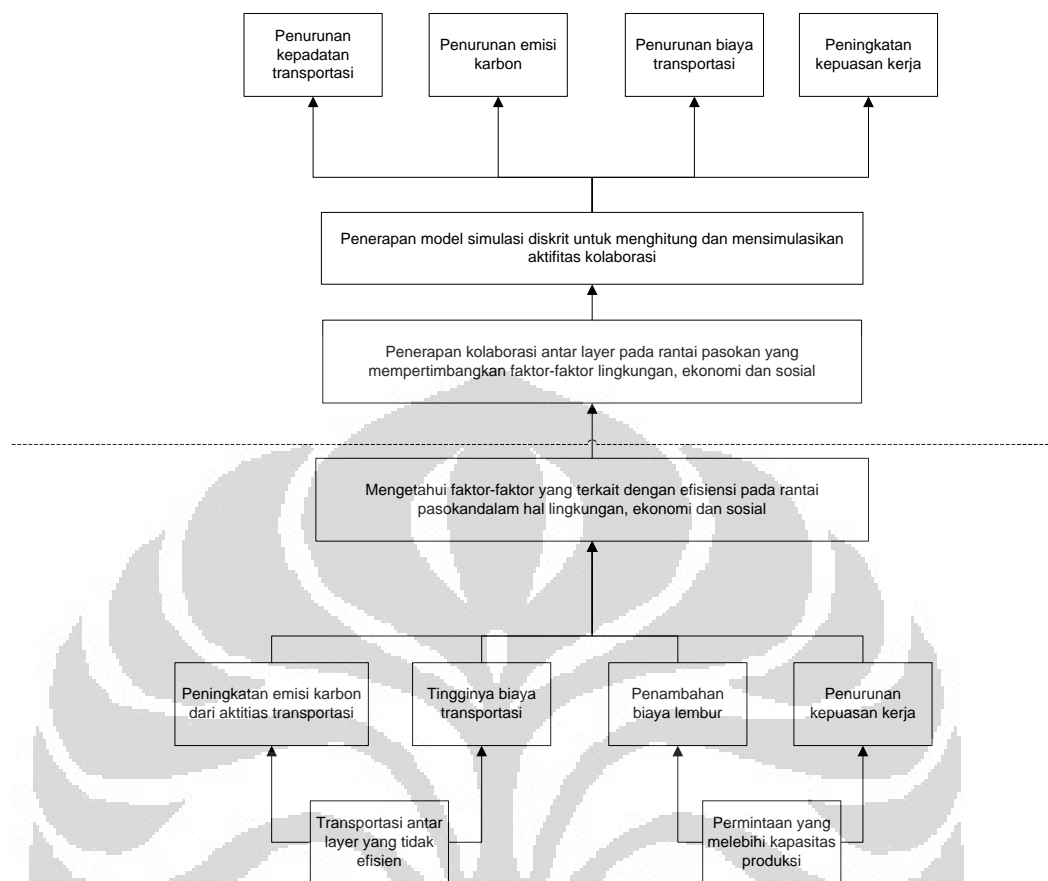 Penurunan
kepadatan
transportasi
Penurunan emisi
karbon
Penurunan biaya
transportasi
Peningkatan
kepuasan kerja
Penerapan model simulasi diskrit untuk menghitung dan mensimulasikan
aktifitas kolaborasi
Penerapan kolaborasi antar layer pada rantai pasokan yang
mempertimbangkan faktor-faktor lingkungan, ekonomi dan sosial
Mengetahui faktor-faktor yang terkait dengan efisiensi pada rantai
pasokandalam hal lingkungan, ekonomi dan sosial
Peningkatan emisi karbon
dari aktitias transportasi
Tingginya biaya
transportasi
Penambahan
biaya lembur
Penurunan
kepuasan kerja
Transportasi antar
layer yang tidak
efisien
Permintaan yang
melebihi kapasitas
produksi